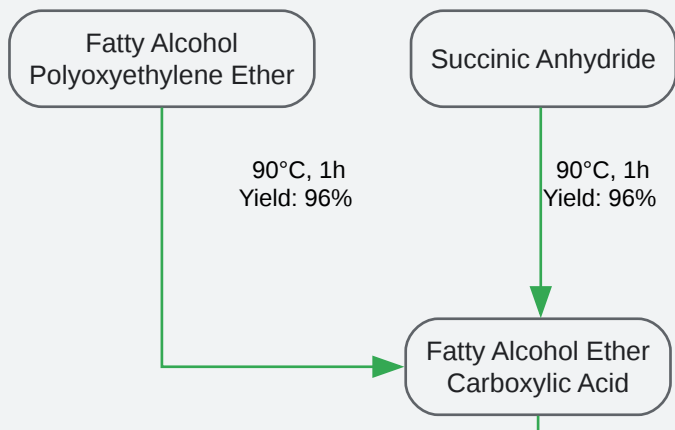 Fatty Alcohol
Polyoxyethylene Ether
Succinic Anhydride
90°C, 1h
Yield: 96%
90°C, 1h
Yield: 96%
Fatty Alcohol Ether
Carboxylic Acid